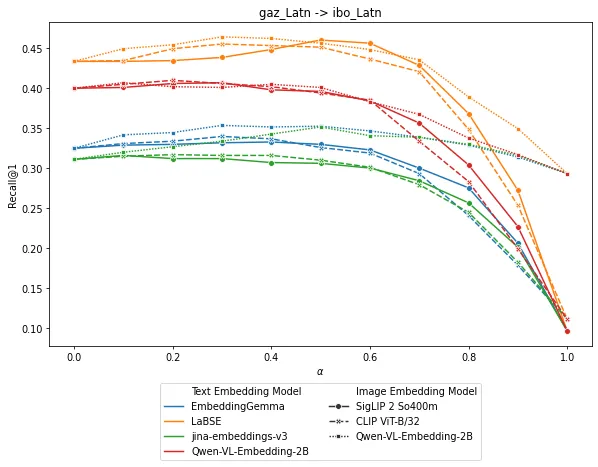 gaz_Latn -> ibo_Latn
Recall@1
0.45
0.40
0.35
0.30
0.25
0.20
0.15
0.10
0.0
0.2
0.4
0.6
0.8
1.0
α
Text Embedding Model
EmbeddingGemma
LaBSE
jina-embeddings-v3
Qwen-VL-Embedding-2B
Image Embedding Model
SigLIP 2 So400m
CLIP ViT-B/32
Qwen-VL-Embedding-2B